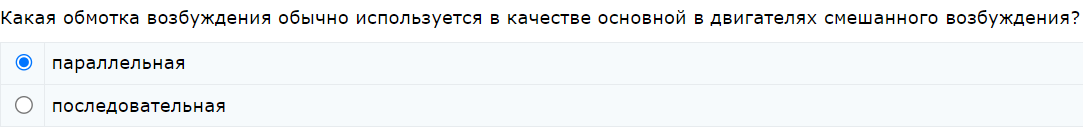 Какая обмотка возбуждения обычно используется в качестве основной в двигателях смешанного возбуждения?
параллельная
последовательная